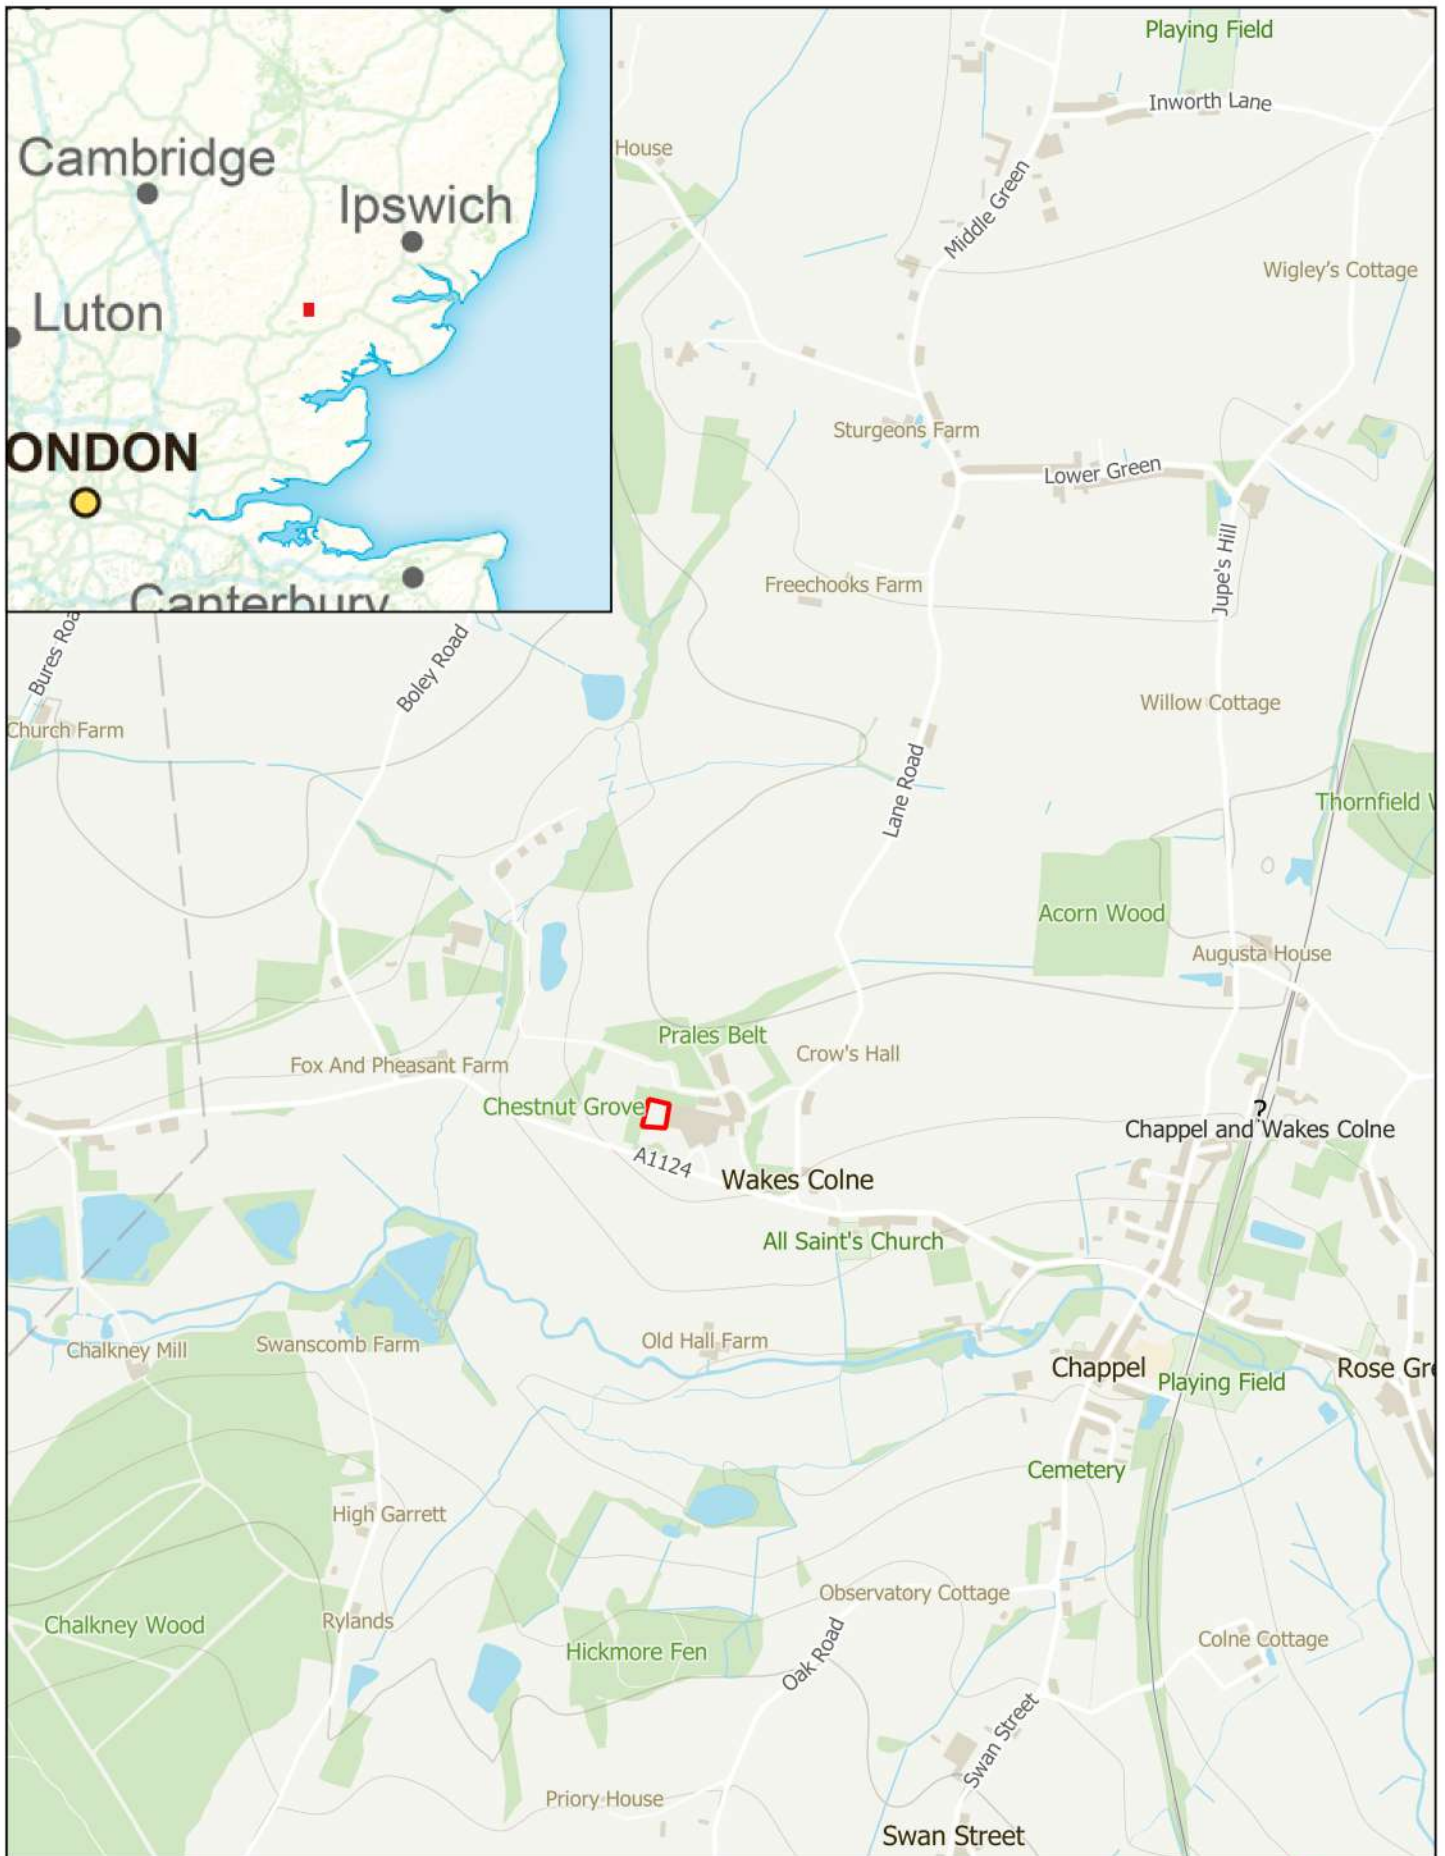 Playing Field
Inworth Lane
Cambridge
House
Ipswich
Middle Green
Wigley's Cottage
Luton
Sturgeons Farm
ONDON
Lower Green
Jupe's Hill
Freechooks Farm
Canterbury
Bures Roa
Boley Road
Church Farm
Willow Cottage
Lane Road
Thornfield
Acorn Wood
Augusta House
Prales Belt
Crow's Hall
Fox And Pheasant Farm
Chestnut Grove
?
Chappel and Wakes Colne
A1124
Wakes Colne
All Saint's Church
Chalkney Mill
Swanscomb Farm
Old Hall Farm
Chappel
Playing Field
Rose Gre
Cemetery
High Garrett
Observatory Cottage
Chalkney Wood
Rylands
Hickmore Fen
Oak Road
Colne Cottage
Swan Street
Priory House
Swan Street